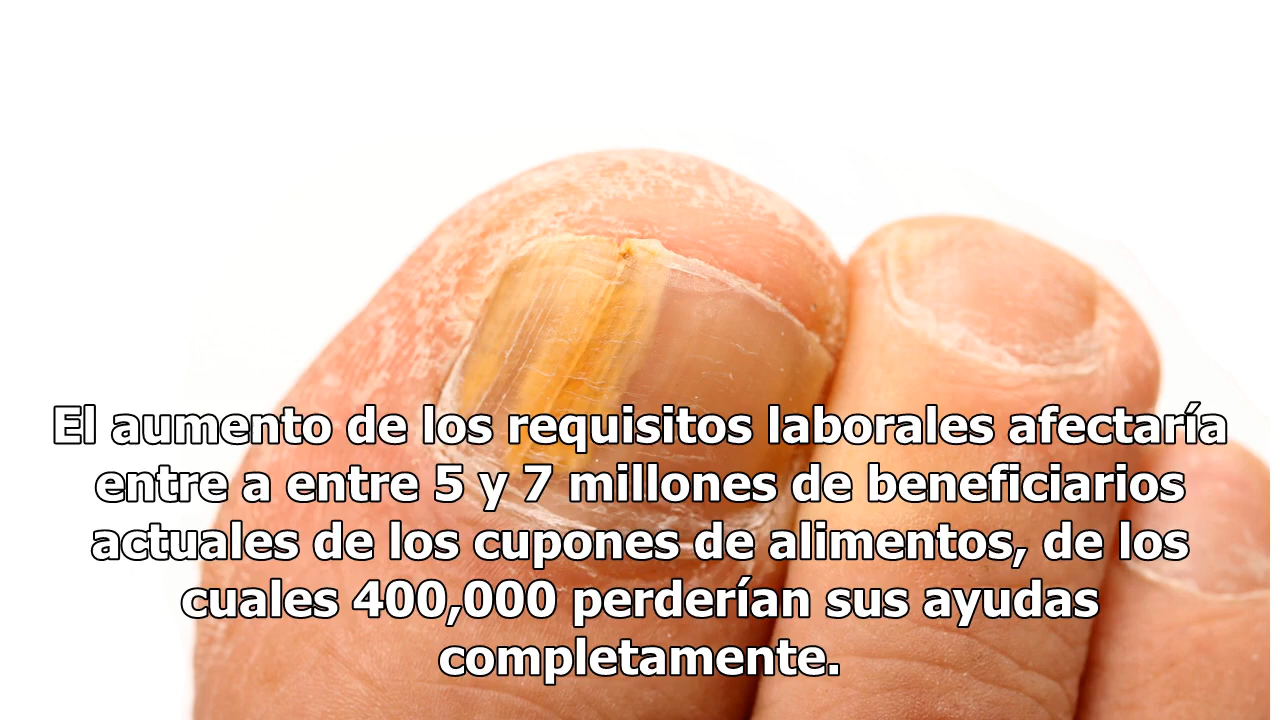 El aumento de los requisitos laborales afectaría
entre a entre 5 y 7 millones de beneficiarios
actuales de los cupones de alimentos, de los
cuales 400,000 perderían sus ayudas
completamente.